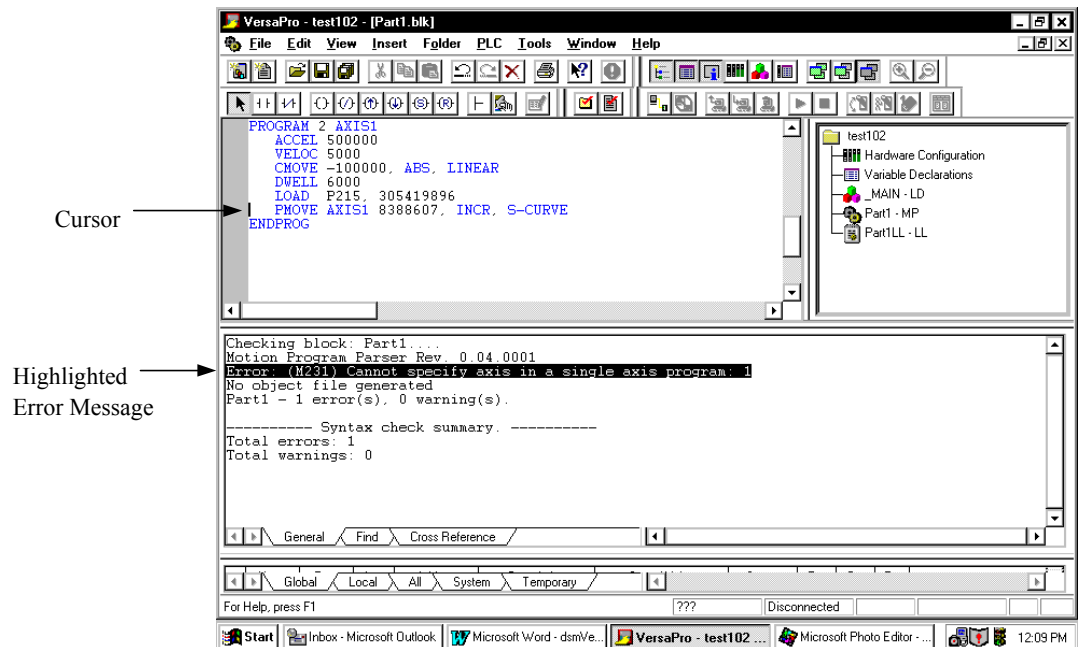 VersaPro - test102 - [Part1.blk]
File Edit View Insert Folder PLC Tools Window Help
PROGRAM 2 AXIS1
ACCEL 500000
VELOC 5000
CMOVE -100000, ABS, LINEAR
DWELL 6000
LOAD P215, 305419896
PMOVE AXIS1 8388607, INCR, S-CURVE
ENDPROG
test102
Hardware Configuration
Variable Declarations
_MAIN - LD
Part1 - MP
Part1LL - LL
Cursor
Checking block: Part1....
Motion Program Parser Rev. 0.04.0001
Error: (M231) Cannot specify axis in a single axis program: 1
No object file generated
Part1 - 1 error(s), 0 warning(s).
---------- Syntax check summary. ----------
Total errors: 1
Total warnings: 0
Highlighted
Error Message
General Find Cross Reference
Global Local All System Temporary
For Help, press F1 ??? Disconnected
Start Inbox - Microsoft Outlook Microsoft Word - dsmVe... VersaPro - test102 ... Microsoft Photo Editor - ... 12:09 PM